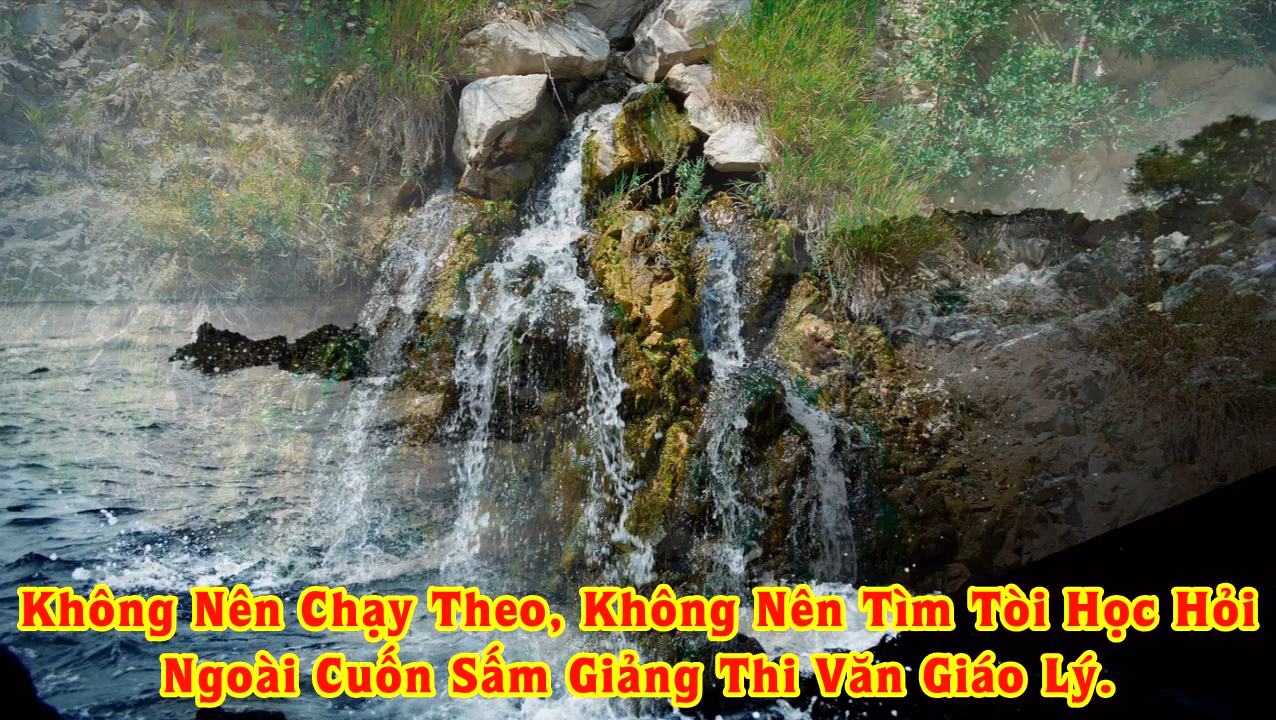 Không Nên Chạy Theo, Không Nên Tìm Tòi Học Hỏi
Ngoài Cuốn Sấm Giảng Thi Văn Giáo Lý.